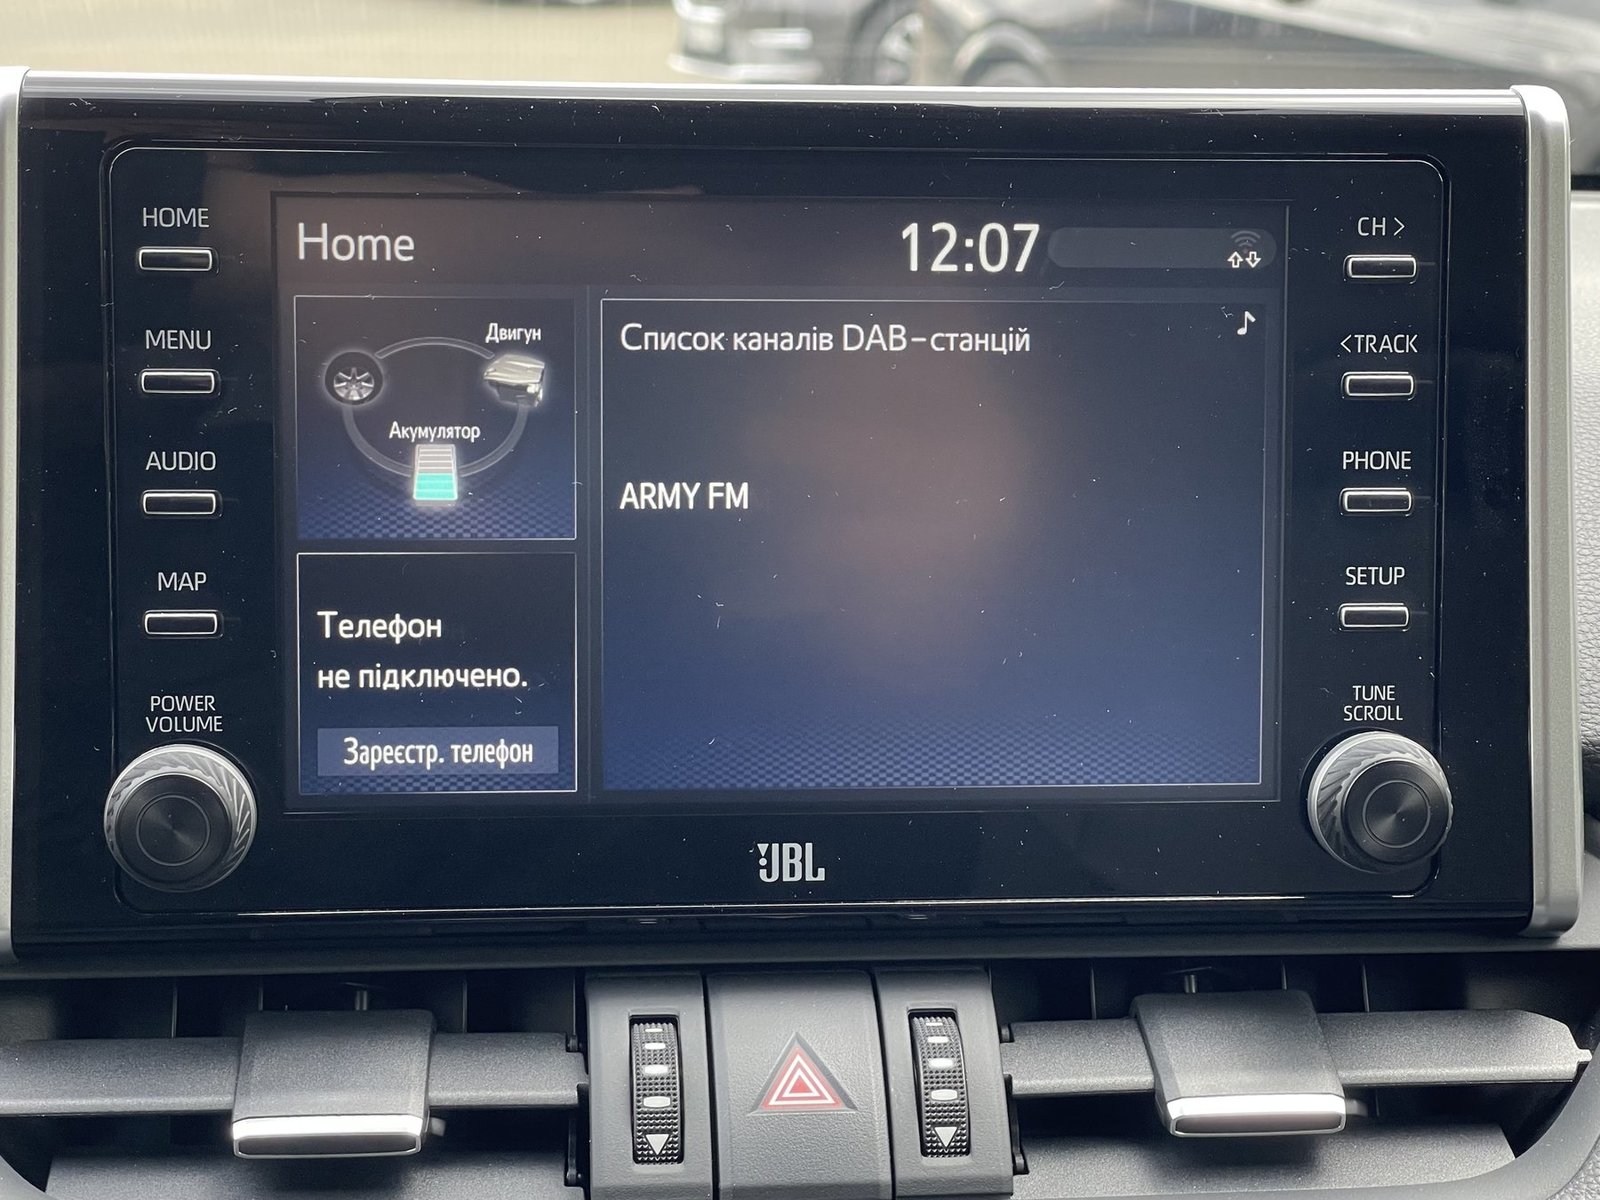 HOME
MENU
AUDIO
MAP
POWER
VOLUME
Home
12:07
Двигун
Акумулятор
Телефон
не підключено.
Зареєстр. телефон
Список каналів DAB-станцій
ARMY FM
CH >
<TRACK
PHONE
SETUP
TUNE
SCROLL
JBL